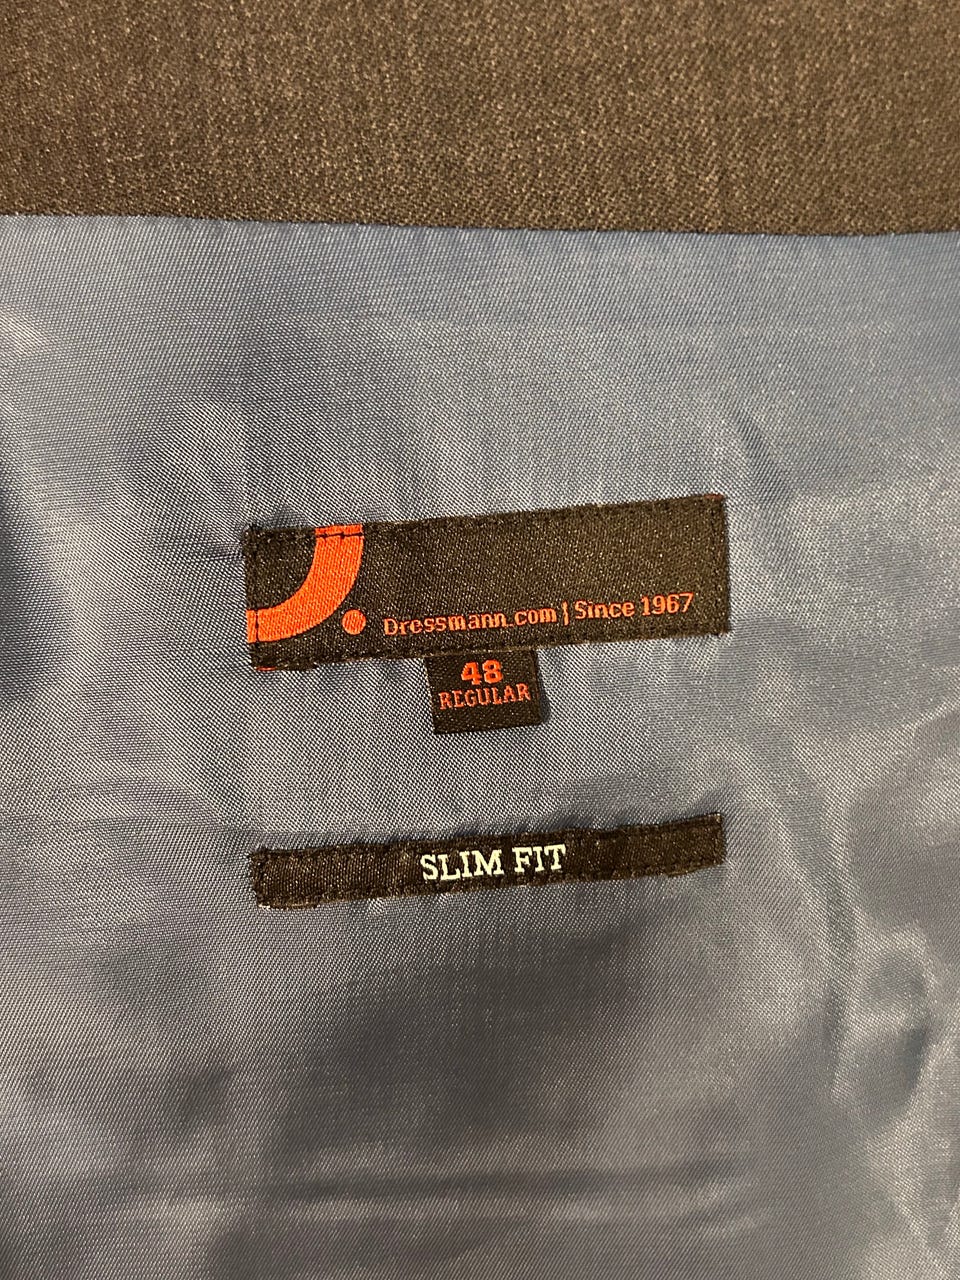 Dressmann.com | Since 1967
48
REGULAR
SLIM FIT